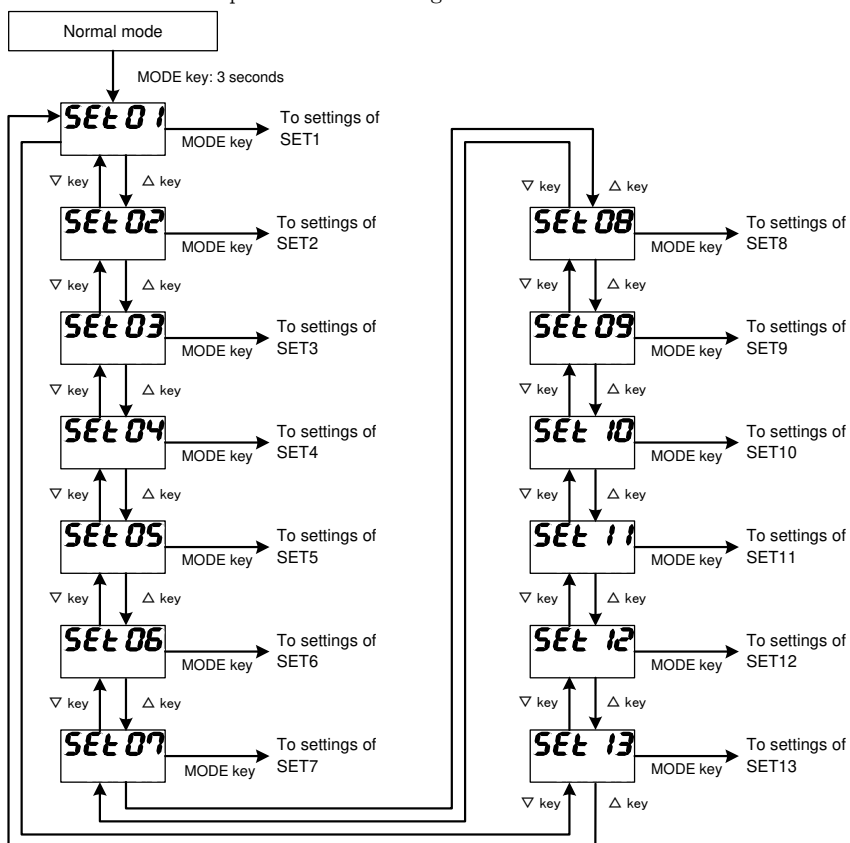 Normal mode
MODE key: 3 seconds
SEt 01
MODE key
To settings of
SET1
▽ key
△ key
SEt 02
MODE key
To settings of
SET2
▽ key
△ key
SEt 03
MODE key
To settings of
SET3
▽ key
△ key
SEt 04
MODE key
To settings of
SET4
▽ key
△ key
SEt 05
MODE key
To settings of
SET5
▽ key
△ key
SEt 06
MODE key
To settings of
SET6
▽ key
△ key
SEt 07
MODE key
To settings of
SET7
▽ key
△ key
SEt 08
MODE key
To settings of
SET8
▽ key
△ key
SEt 09
MODE key
To settings of
SET9
▽ key
△ key
SEt 10
MODE key
To settings of
SET10
▽ key
△ key
SEt 11
MODE key
To settings of
SET11
▽ key
△ key
SEt 12
MODE key
To settings of
SET12
▽ key
△ key
SEt 13
MODE key
To settings of
SET13
▽ key
△ key